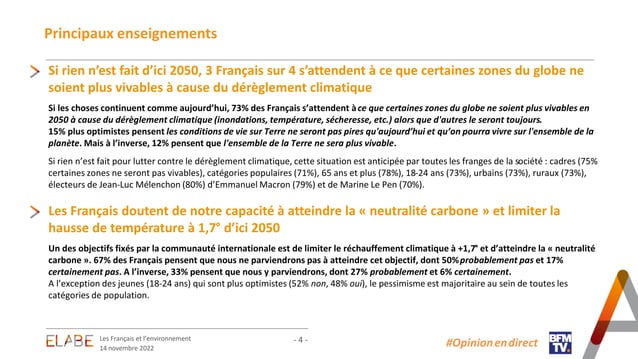 Principaux enseignements
Si rien n’est fait d’ici 2050, 3 Français sur 4 s’attendent à ce que certaines zones du globe ne
soient plus vivables à cause du dérèglement climatique
Si les choses continuent comme aujourd’hui, 73% des Français s’attendent à ce que certaines zones du globe ne soient plus vivables en
2050 à cause du dérèglement climatique (inondations, température, sécheresse, etc.) alors que d'autres le seront toujours.
15% plus optimistes pensent les conditions de vie sur Terre ne seront pas pires qu'aujourd’hui et qu’on pourra vivre sur l'ensemble de la
planète. Mais à l’inverse, 12% pensent que l'ensemble de la Terre ne sera plus vivable.
Si rien n’est fait pour lutter contre le dérèglement climatique, cette situation est anticipée par toutes les franges de la société : cadres (75%
certaines zones ne seront pas vivables), catégories populaires (71%), 65 ans et plus (78%), 18-24 ans (73%), urbains (73%), ruraux (73%),
électeurs de Jean-Luc Mélenchon (80%) d’Emmanuel Macron (79%) et de Marine Le Pen (70%).
Les Français doutent de notre capacité à atteindre la « neutralité carbone » et limiter la
hausse de température à 1,7° d’ici 2050
Un des objectifs fixés par la communauté internationale est de limiter le réchauffement climatique à +1,7° et d’atteindre la « neutralité
carbone ». 67% des Français pensent que nous ne parviendrons pas à atteindre cet objectif, dont 50% probablement pas et 17%
certainement pas. A l’inverse, 33% pensent que nous y parviendrons, dont 27% probablement et 6% certainement.
A l’exception des jeunes (18-24 ans) qui sont plus optimistes (52% non, 48% oui), le pessimisme est majoritaire au sein de toutes les
catégories de population.
ELABE
Les Français et l’environnement
14 novembre 2022
- 4 -
#Opinionendirect
BFM
TV.